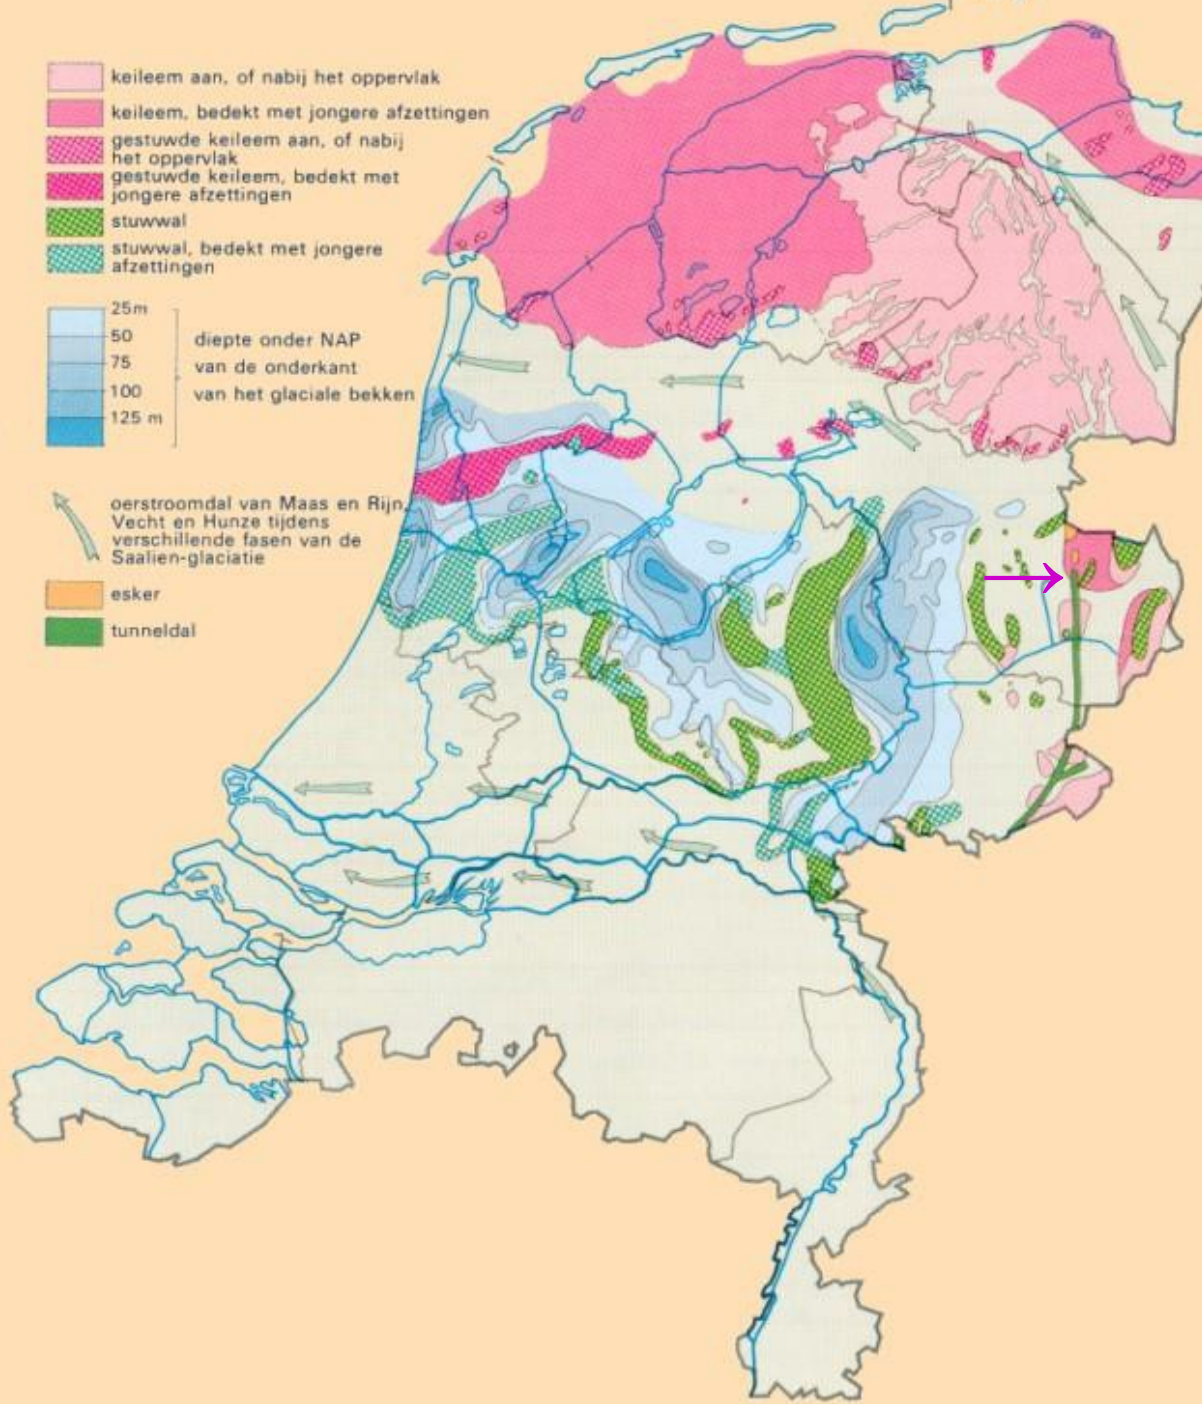 keileem aan, of nabij het oppervlak
keileem, bedekt met jongere afzettingen
gestuwde keileem aan, of nabij
het oppervlak
gestuwde keileem, bedekt met
jongere afzettingen
stuwwal
stuwwal, bedekt met jongere
afzettingen
25m
50
75
100
125 m
diepte onder NAP
van de onderkant
van het glaciale bekken
oerstroomdal van Maas en Rijn,
Vecht en Hunze tijdens
verschillende fasen van de
Saalien-glaciatie
esker
tunneldal